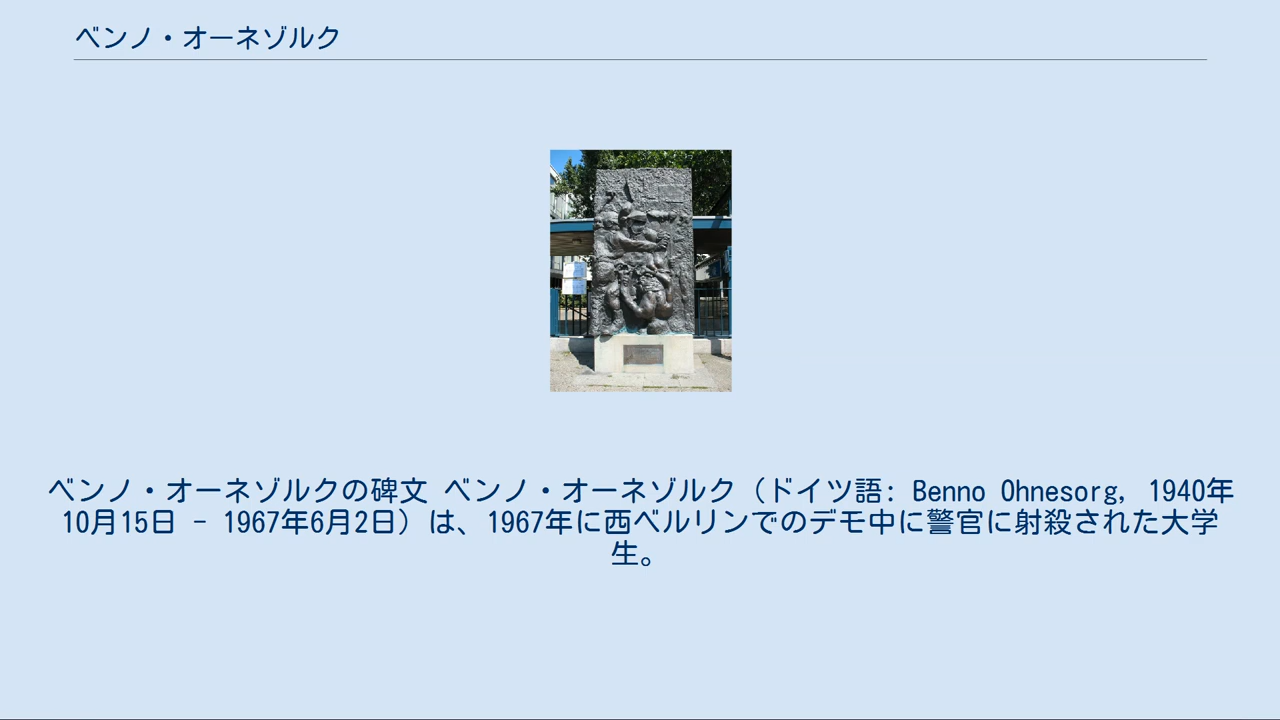 ベンノ・オーネゾルク
ベンノ・オーネゾルクの碑文 ベンノ・オーネゾルク（ドイツ語: Benno Ohnesorg, 1940年
10月15日 - 1967年6月2日）は、1967年に西ベルリンでのデモ中に警官に射殺された大学
生。